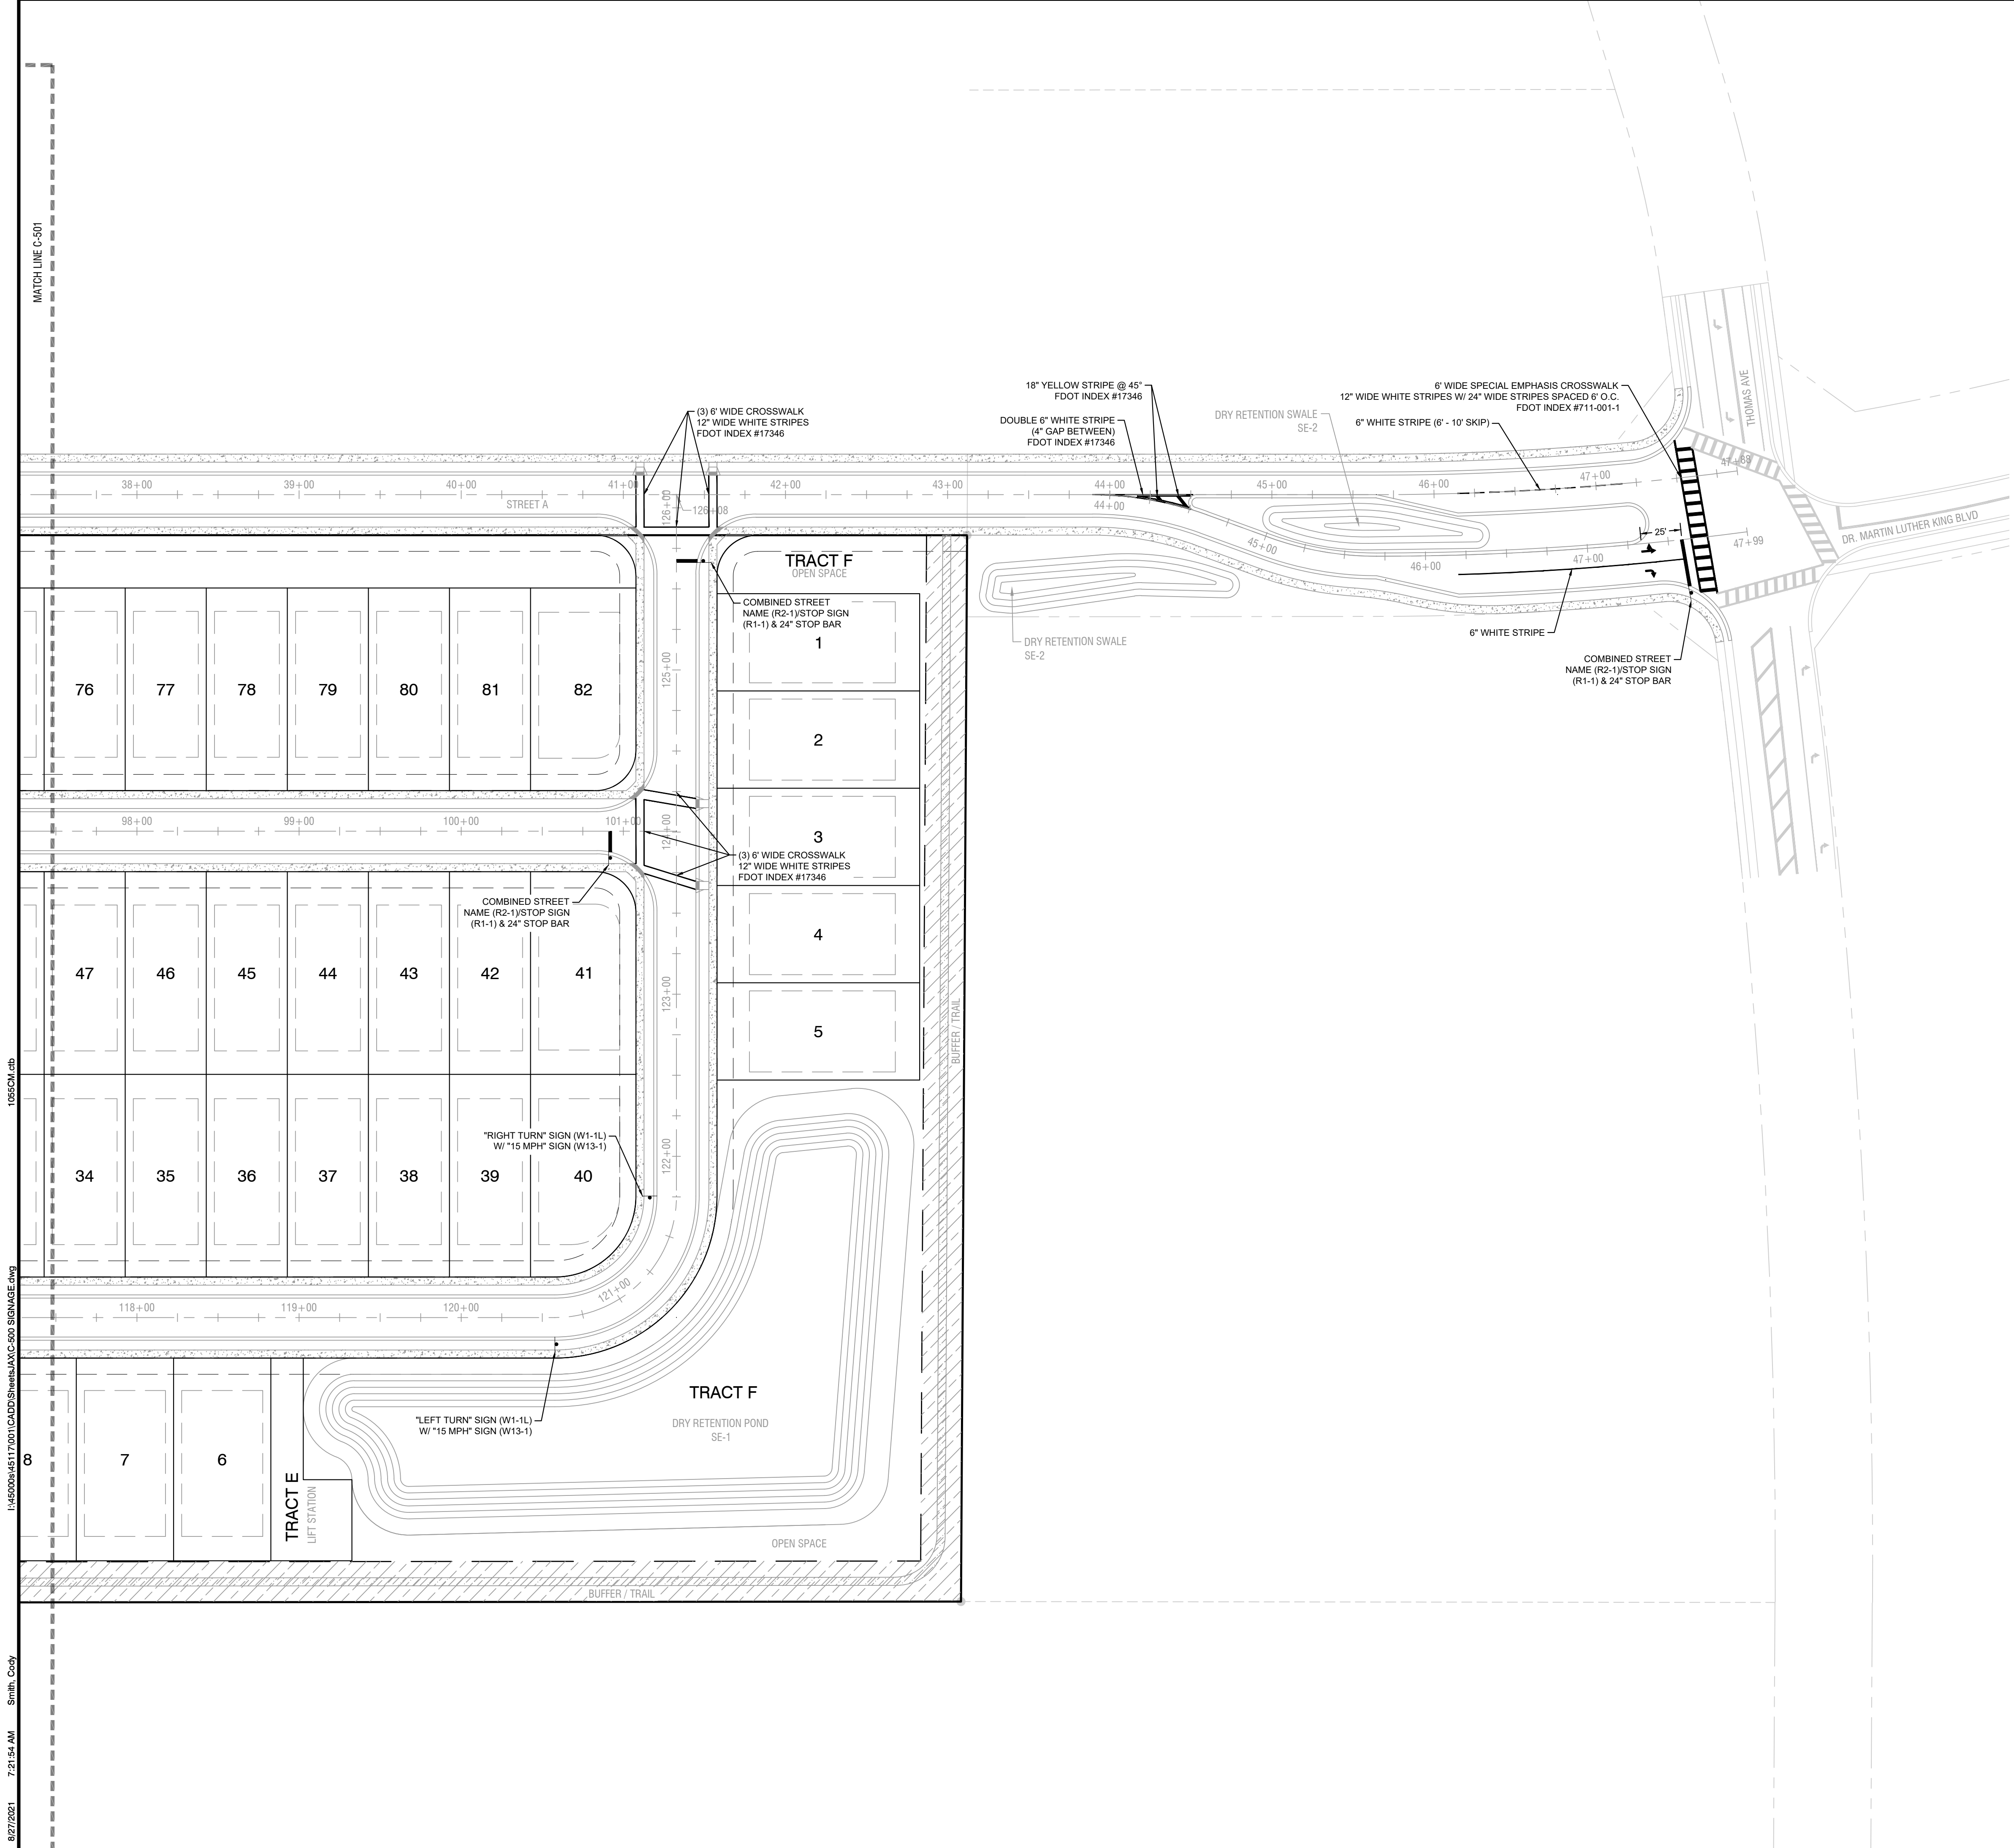 MATCH LINE C-501
18" YELLOW STRIPE @ 45°
FDOT INDEX #17346
DOUBLE 6" WHITE STRIPE
(4" GAP BETWEEN)
FDOT INDEX #17346
DRY RETENTION SWALE
SE-2
6' WIDE SPECIAL EMPHASIS CROSSWALK
12" WIDE WHITE STRIPES W/ 24" WIDE STRIPES SPACED 6' O.C.
FDOT INDEX #711-001-1
6" WHITE STRIPE (6' - 10' SKIP)
THOMAS AVE
(3) 6' WIDE CROSSWALK
12" WIDE WHITE STRIPES
FDOT INDEX #17346
38+00
39+00
40+00
41+00
42+00
43+00
44+00
45+00
46+00
47+00
47+88
STREET A
126+00
126+08
44+00
45+00
46+00
47+00
47+99
25'
DR. MARTIN LUTHER KING BLVD
TRACT F
OPEN SPACE
COMBINED STREET
NAME (R2-1)/STOP SIGN
(R1-1) & 24" STOP BAR
DRY RETENTION SWALE
SE-2
6" WHITE STRIPE
COMBINED STREET
NAME (R2-1)/STOP SIGN
(R1-1) & 24" STOP BAR
76
77
78
79
80
81
82
125+00
1
2
3
4
5
98+00
99+00
100+00
101+00
124+00
(3) 6' WIDE CROSSWALK
12" WIDE WHITE STRIPES
FDOT INDEX #17346
COMBINED STREET
NAME (R2-1)/STOP SIGN
(R1-1) & 24" STOP BAR
47
46
45
44
43
42
41
123+00
BUFFER / TRAIL
"RIGHT TURN" SIGN (W1-1L)
W/ "15 MPH" SIGN (W13-1)
122+00
34
35
36
37
38
39
40
121+00
118+00
119+00
120+00
"LEFT TURN" SIGN (W1-1L)
W/ "15 MPH" SIGN (W13-1)
TRACT F
DRY RETENTION POND
SE-1
8
7
6
TRACT E
LIFT STATION
OPEN SPACE
BUFFER / TRAIL
1055CM.ctb
I:\45000s\45117\001\CADD\Sheets\JAX\C-500 SIGNAGE.dwg
Smith, Cody
7:21:54 AM
8/27/2021